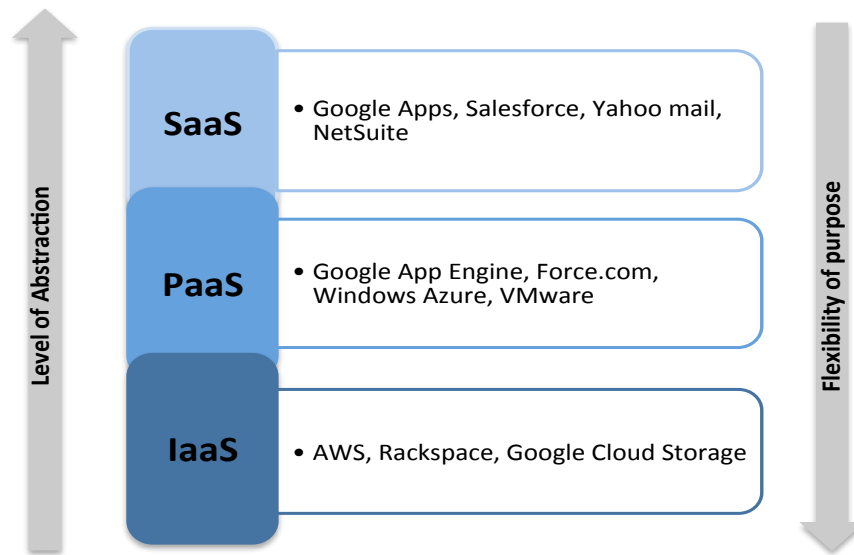 Level of Abstraction
SaaS
• Google Apps, Salesforce, Yahoo mail,
NetSuite
PaaS
• Google App Engine, Force.com,
Windows Azure, VMware
IaaS
• AWS, Rackspace, Google Cloud Storage
Flexibility of purpose